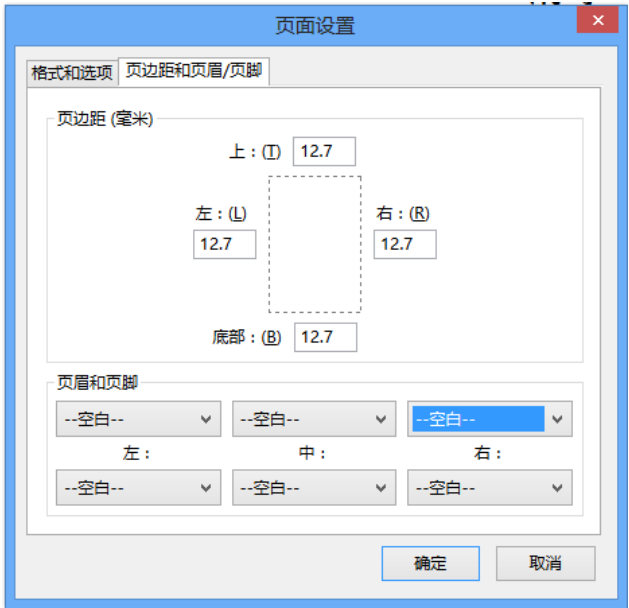 页面设置
格式和选项 页边距和页眉/页脚
页边距 (毫米)
上：(T) 12.7
左：(L) 右：(R)
12.7 12.7
底部：(B) 12.7
页眉和页脚
--空白-- --空白-- --空白--
左： 中： 右：
--空白-- --空白-- --空白--
确定 取消